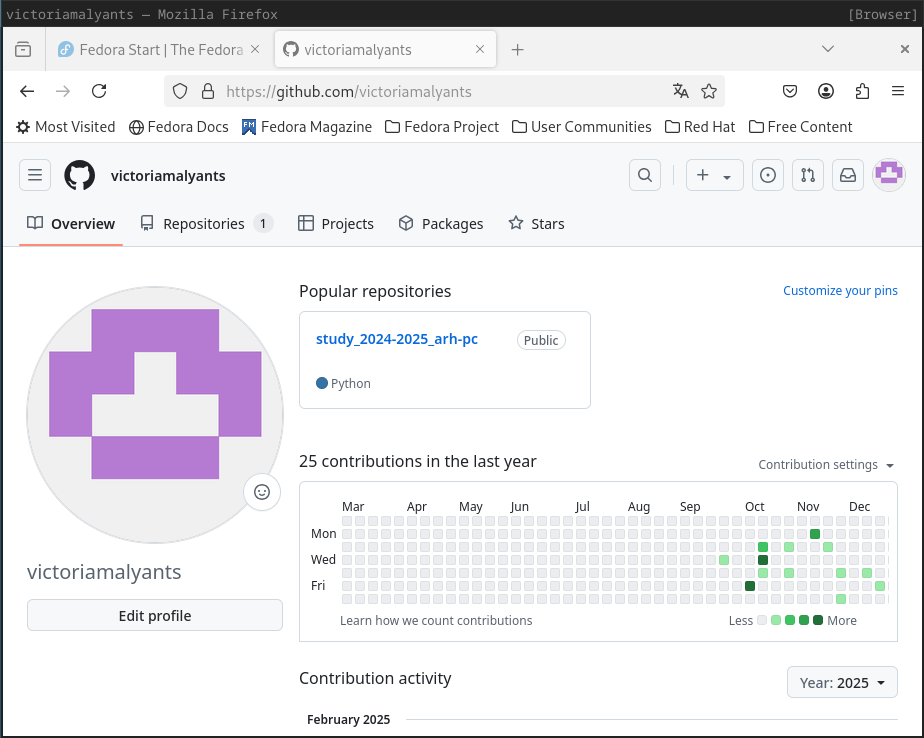 victoriamalyants — Mozilla Firefox [Browser]
Fedora Start | The Fedora victoriamalyants
https://github.com/victoriamalyants
Most Visited Fedora Docs Fedora Magazine Fedora Project User Communities Red Hat Free Content
victoriamalyants
Overview Repositories 1 Projects Packages Stars
Popular repositories Customize your pins
study_2024-2025_arh-pc Public
Python
25 contributions in the last year Contribution settings
Mar Apr May Jun Jul Aug Sep Oct Nov Dec
Mon
Wed
Fri
Learn how we count contributions Less More
victoriamalyants
Edit profile
Contribution activity Year: 2025
February 2025